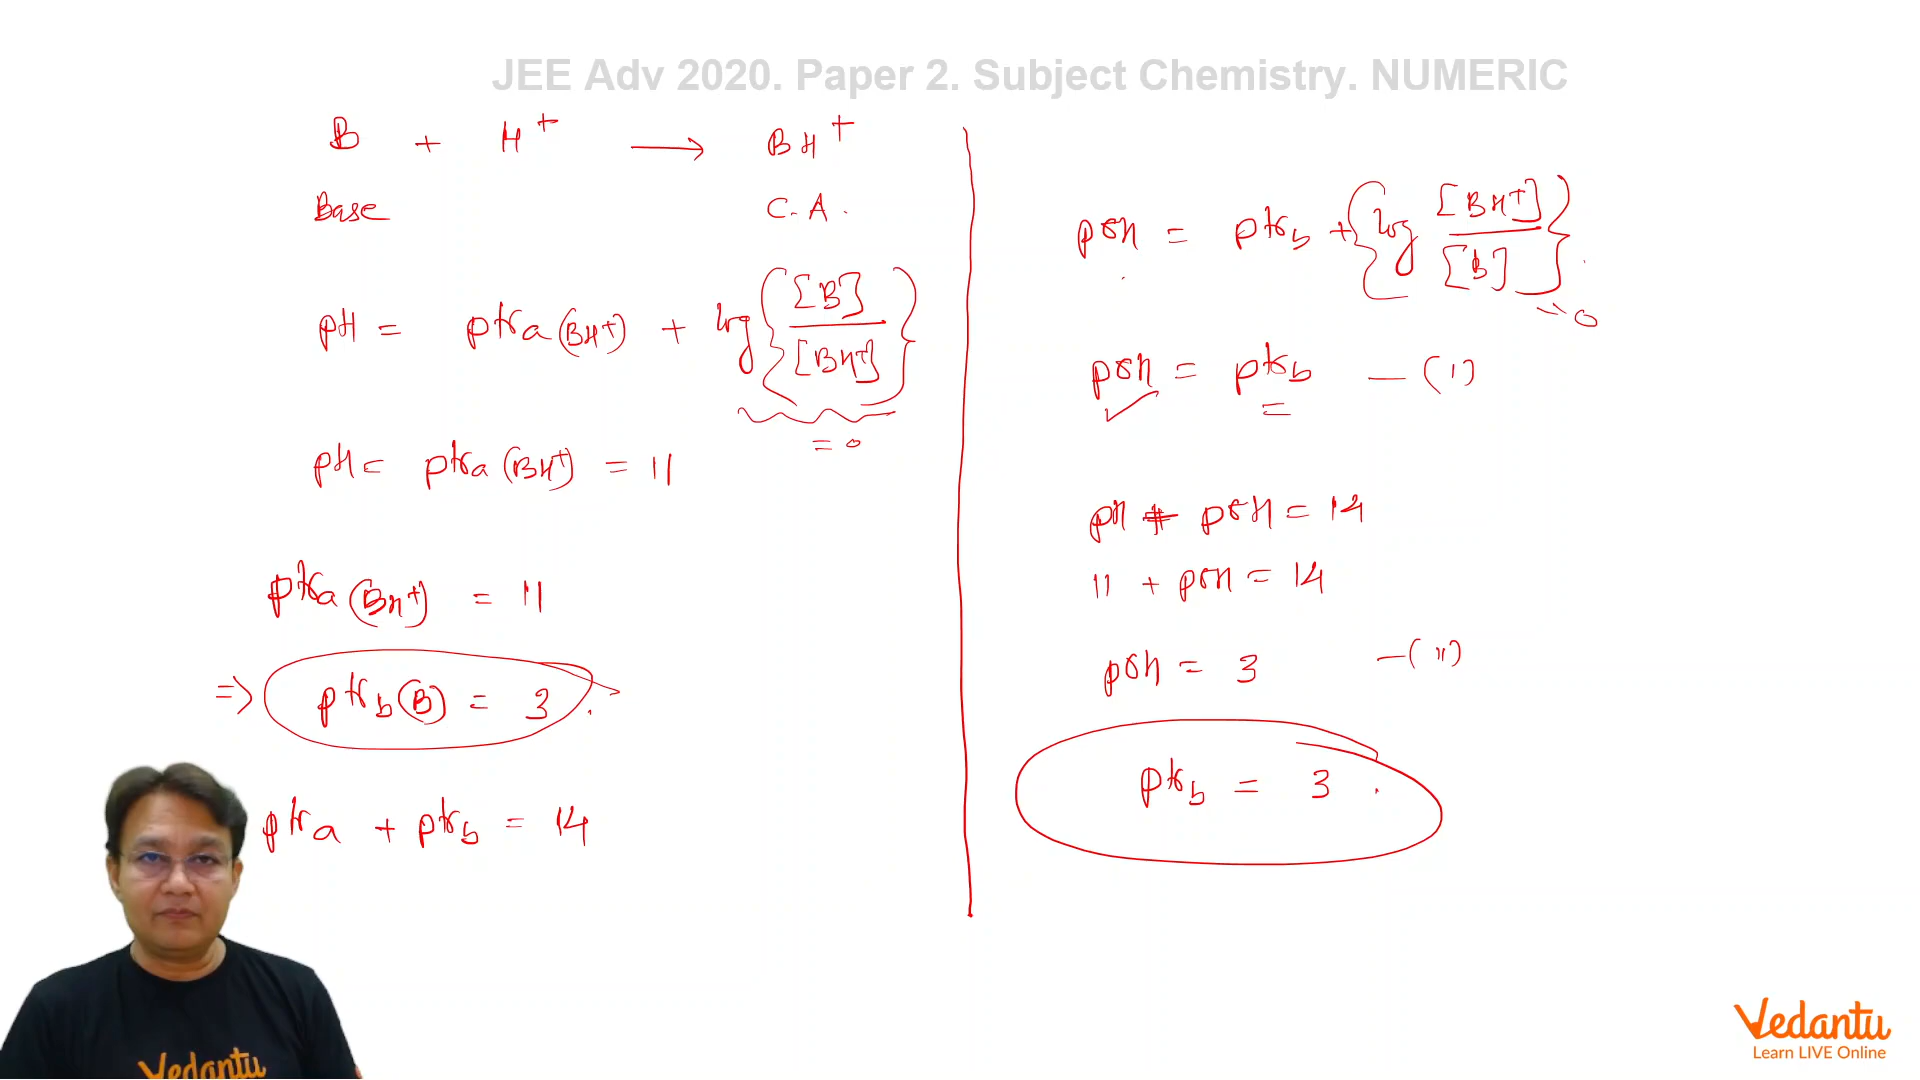 JEE Adv 2020. Paper 2. Subject Chemistry. NUMERIC
B + H+ ⟶ BH+
Base C.A.
pH = pKa(BH+) + log{[B]/[BH+]}
= 0
pH = pKa(BH+) = 11
pKa(BH+) = 11
=> pKb(B) = 3.
pKa + pKb = 14
pOH = pKb + {log [BH+]/[B]}.
= 0
pOH = pKb — (I)
pH + pOH = 14
11 + pOH = 14
pOH = 3 — (II)
pKb = 3.
Vedantu
Vedantu
Learn LIVE Online